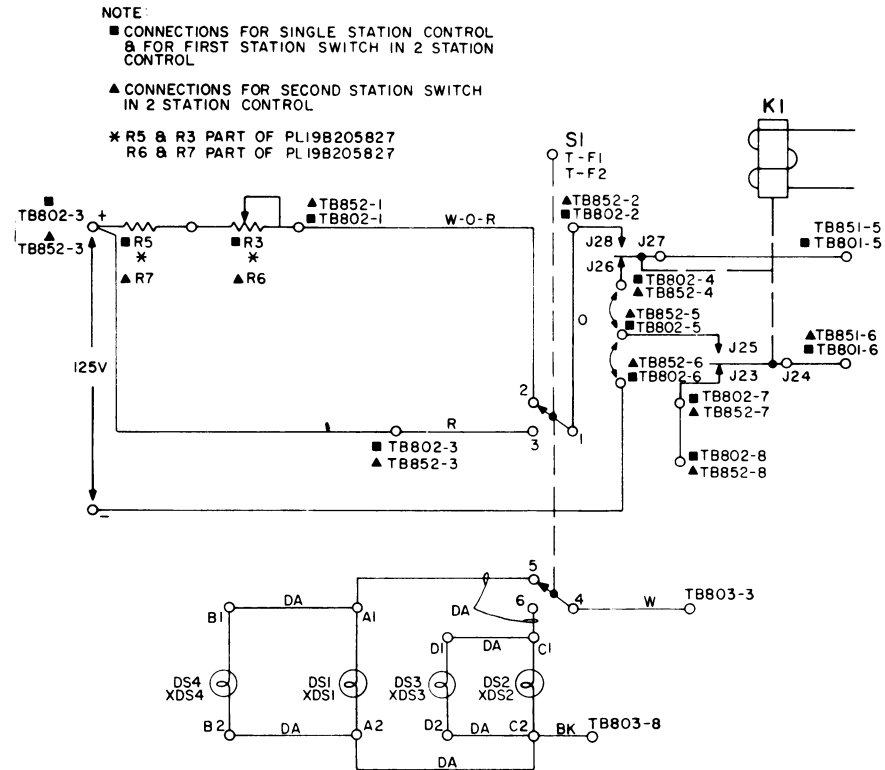 NOTE:
■ CONNECTIONS FOR SINGLE STATION CONTROL
& FOR FIRST STATION SWITCH IN 2 STATION
CONTROL
▲ CONNECTIONS FOR SECOND STATION SWITCH
IN 2 STATION CONTROL
* R5 & R3 PART OF PL19B205827
R6 & R7 PART OF PL19B205827
K1
S1
T-F1
T-F2
■
TB802-3
▲
TB852-3
+
■ R5
*
▲ R7
■ R3
*
▲ R6
▲TB852-1
■TB802-1
W-O-R
▲TB852-2
■TB802-2
J28
J27
J26
TB851-5
■TB801-5
■TB802-4
▲TB852-4
O
▲TB852-5
■TB802-5
▲TB851-6
■TB801-6
J25
J23
J24
▲TB852-6
■TB802-6
■TB802-7
▲TB852-7
■TB802-8
▲TB852-8
125V
2
3
1
R
■ TB802-3
▲ TB852-3
-
5
6
4
W
TB803-3
B1
DA
A1
DA
D1
DA
C1
DS4
XDS4
DS1
XDS1
DS3
XDS3
DS2
XDS2
B2
DA
A2
D2
DA
C2
BK
TB803-8
DA